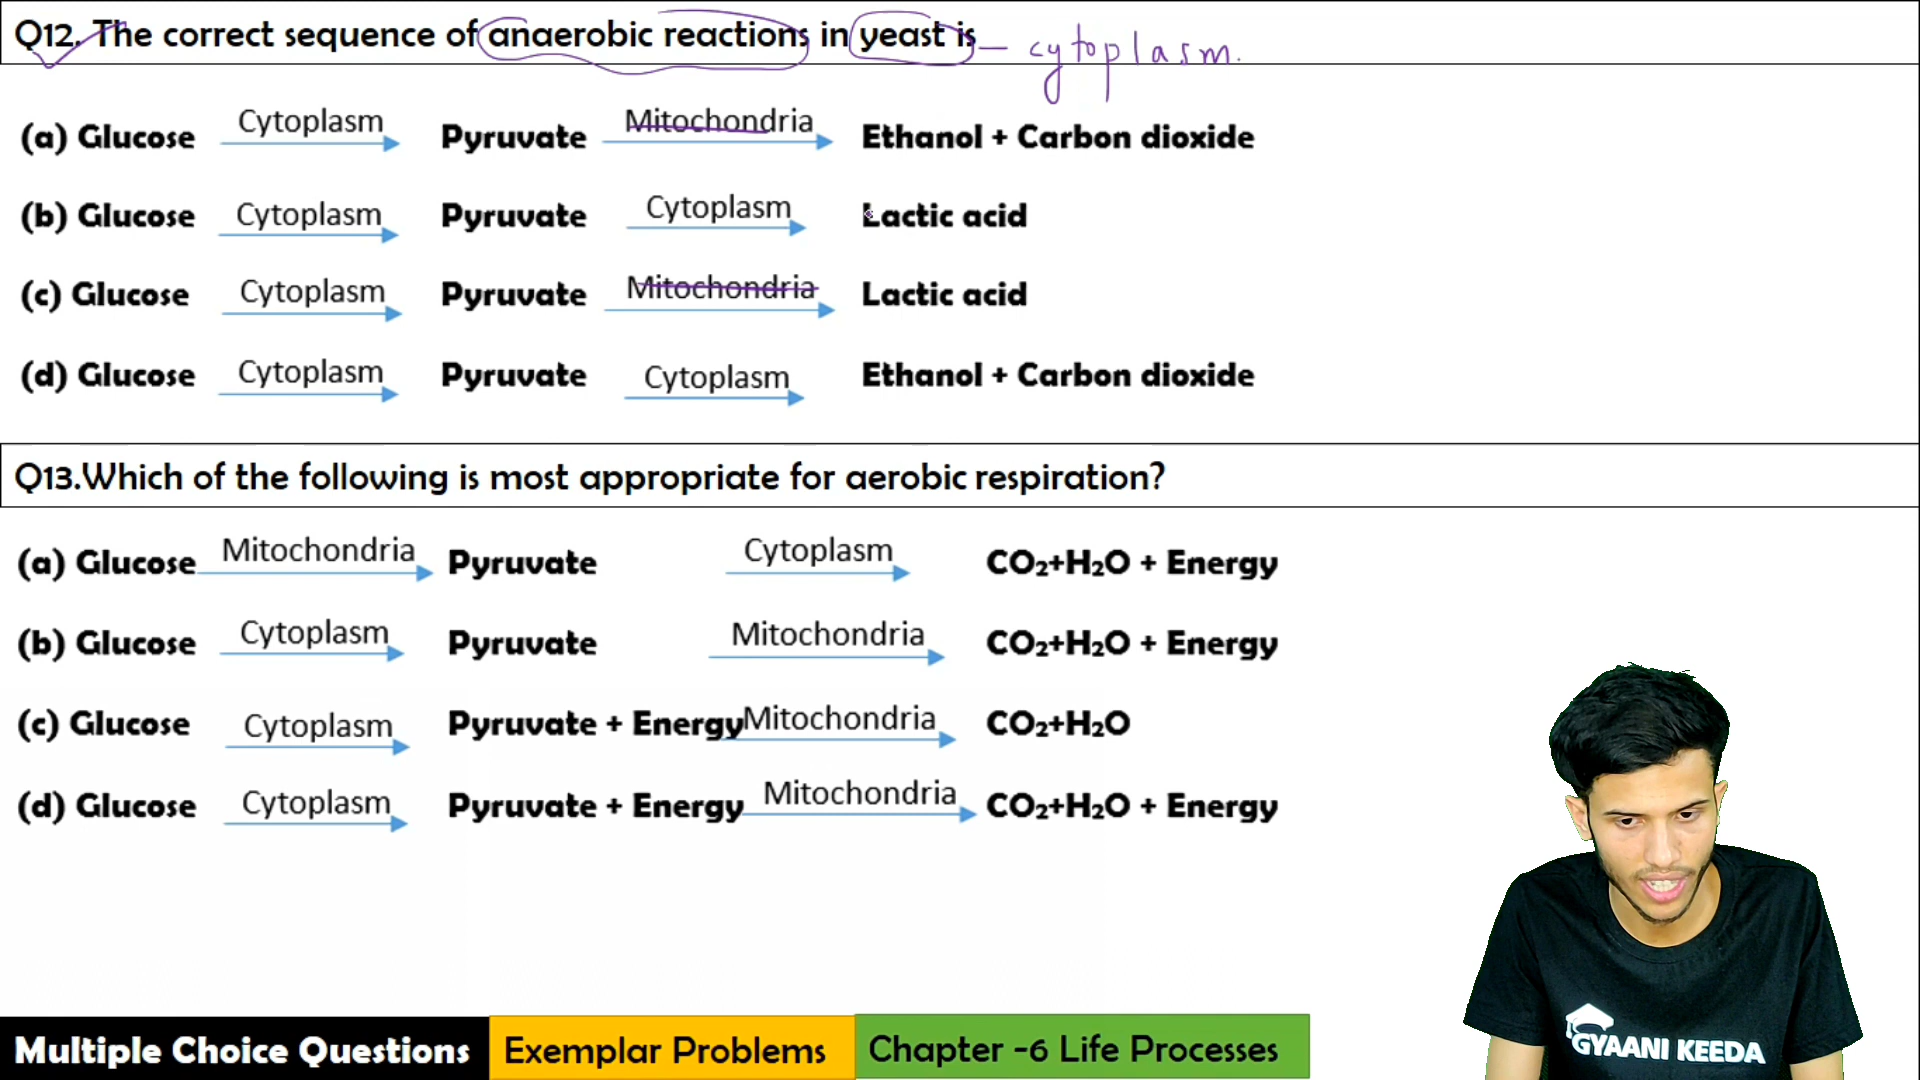 Q12. The correct sequence of anaerobic reactions in yeast is – cytoplasm.
(a) Glucose Cytoplasm Pyruvate Mitochondria Ethanol + Carbon dioxide
(b) Glucose Cytoplasm Pyruvate Cytoplasm Lactic acid
(c) Glucose Cytoplasm Pyruvate Mitochondria Lactic acid
(d) Glucose Cytoplasm Pyruvate Cytoplasm Ethanol + Carbon dioxide
Q13.Which of the following is most appropriate for aerobic respiration?
(a) Glucose Mitochondria Pyruvate Cytoplasm CO₂+H₂O + Energy
(b) Glucose Cytoplasm Pyruvate Mitochondria CO₂+H₂O + Energy
(c) Glucose Cytoplasm Pyruvate + Energy Mitochondria CO₂+H₂O
(d) Glucose Cytoplasm Pyruvate + Energy Mitochondria CO₂+H₂O + Energy
GYAANI KEEDA
Multiple Choice Questions Exemplar Problems Chapter -6 Life Processes